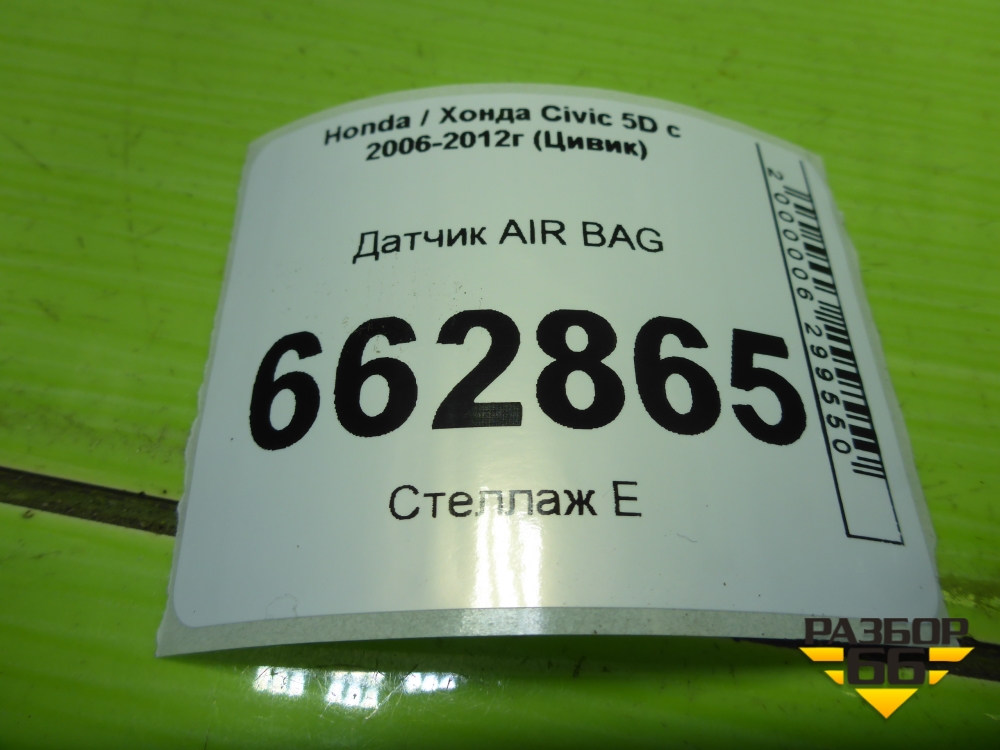 Honda / Хонда Civic 5D с
2006-2012г (Цивик)
Датчик AIR BAG
662865
Стеллаж Е
2000006299550
РАЗБОР
66